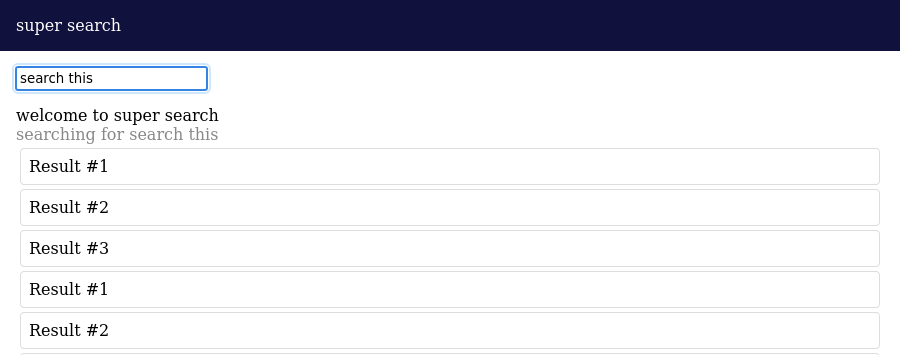 super search
search this
welcome to super search
searching for search this
Result #1
Result #2
Result #3
Result #1
Result #2